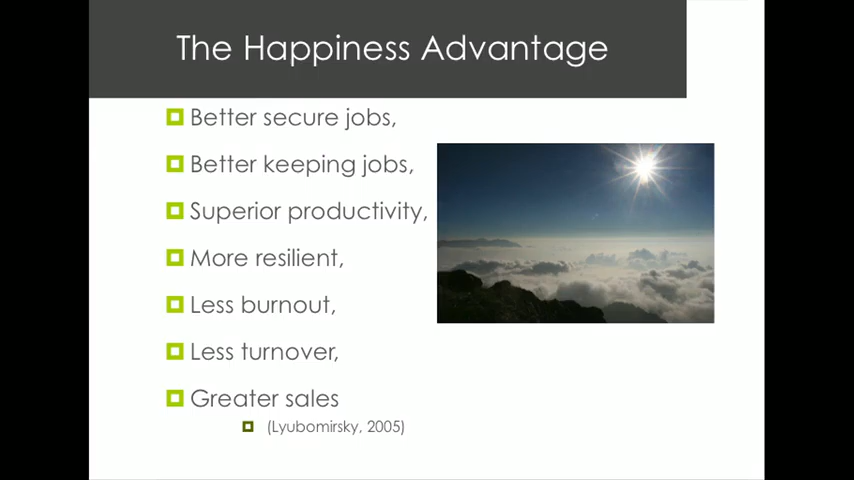 The Happiness Advantage
Better secure jobs,
Better keeping jobs,
Superior productivity,
More resilient,
Less burnout,
Less turnover,
Greater sales
(Lyubomirsky, 2005)